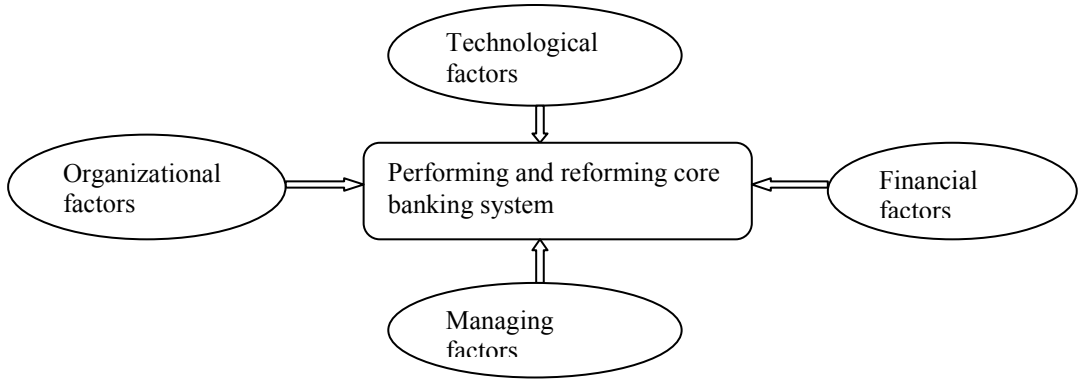 Technological
factors
Organizational
factors
Performing and reforming core
banking system
Financial
factors
Managing
factors